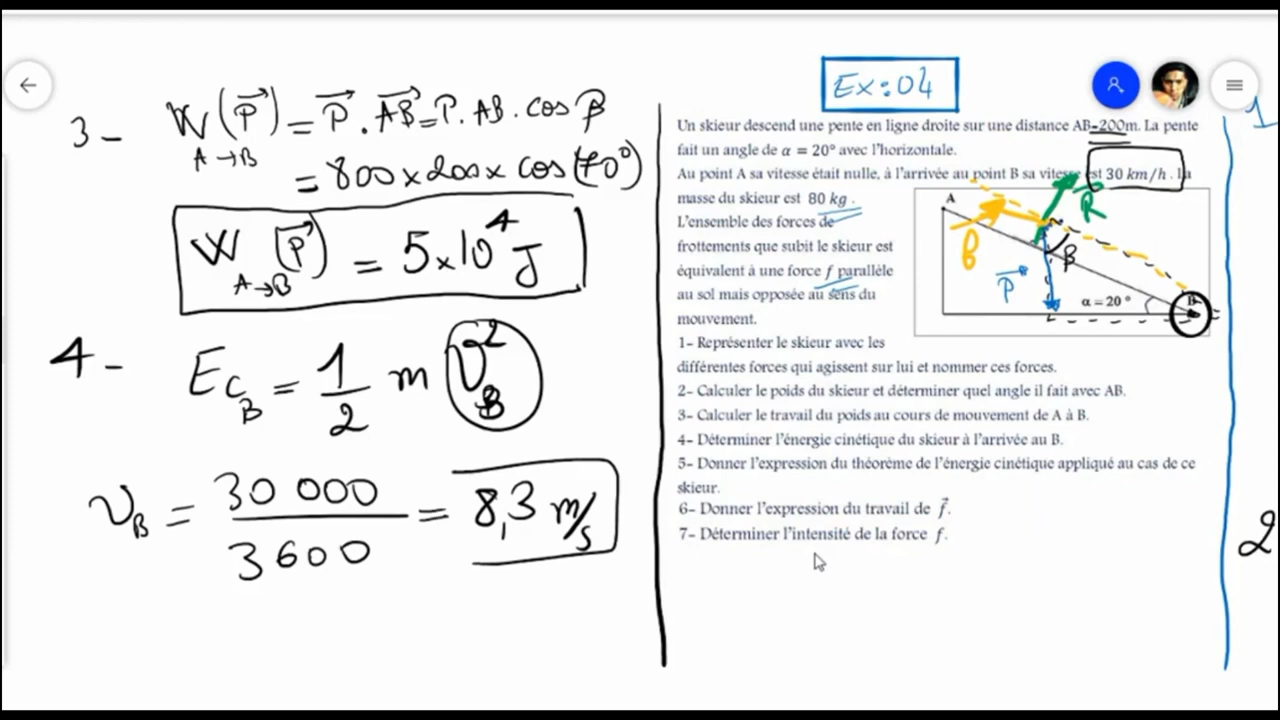 3- W(P) = P . AB = P. AB. cos β
A→B
= 800×200× cos(70°)
W(P) = 5×10⁴ J
A→B
4- E_{C_B} = 1/2 m V_B²
V_B = 30 000 / 3600 = 8,3 m/s
Ex:04
Un skieur descend une pente en ligne droite sur une distance AB=200m. La pente
fait un angle de α = 20° avec l'horizontale.
Au point A sa vitesse était nulle, à l'arrivée au point B sa vitesse est 30 km/h . La
masse du skieur est 80 kg .
L'ensemble des forces de
frottements que subit le skieur est
équivalent à une force f parallèle
au sol mais opposée au sens du
mouvement.
A
R
β
P
α = 20 °
B
1- Représenter le skieur avec les
différentes forces qui agissent sur lui et nommer ces forces.
2- Calculer le poids du skieur et déterminer quel angle il fait avec AB.
3- Calculer le travail du poids au cours de mouvement de A à B.
4- Déterminer l'énergie cinétique du skieur à l'arrivée au B.
5- Donner l'expression du théorème de l'énergie cinétique appliqué au cas de ce
skieur.
6- Donner l'expression du travail de f⃗.
7- Déterminer l'intensité de la force f.
1
2